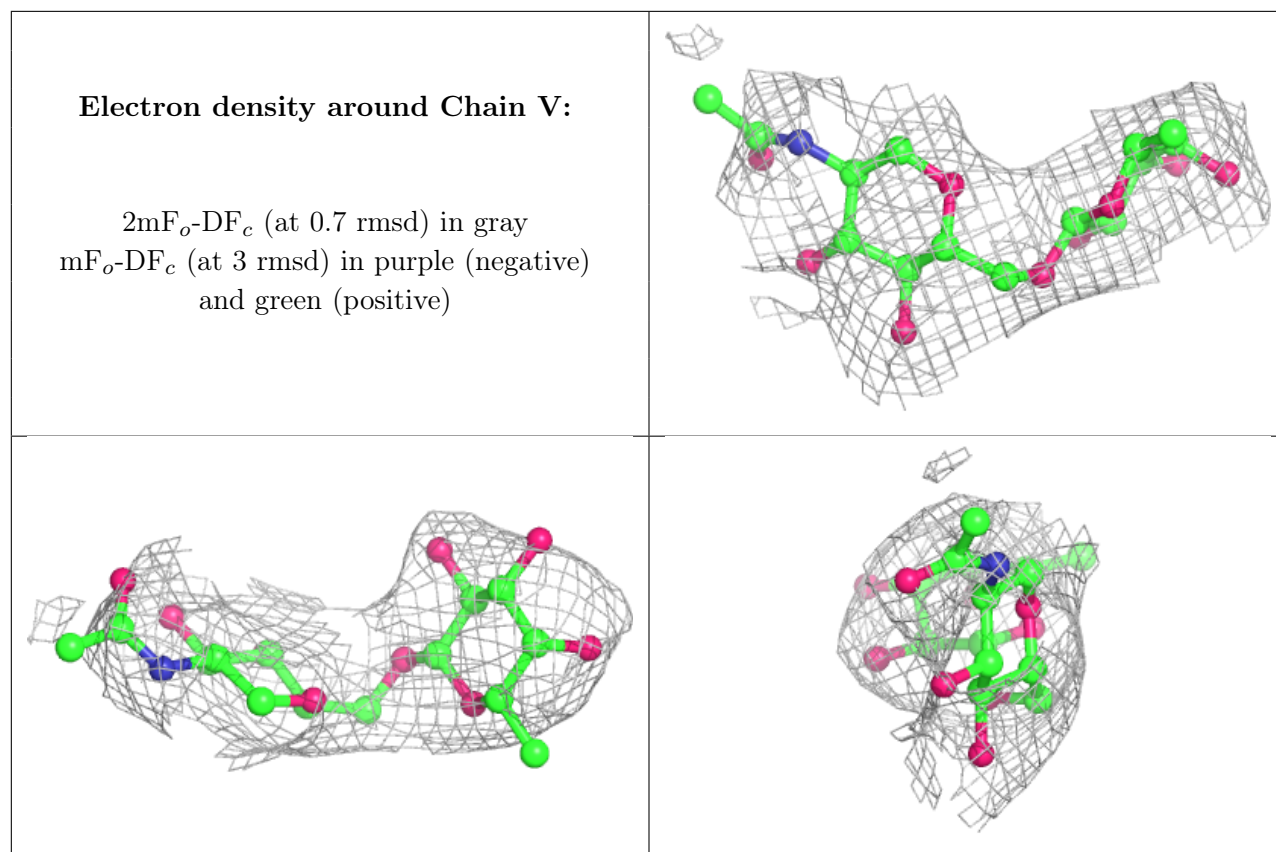 Electron density around Chain V:
2mFo-DFc (at 0.7 rmsd) in gray
mFo-DFc (at 3 rmsd) in purple (negative)
and green (positive)